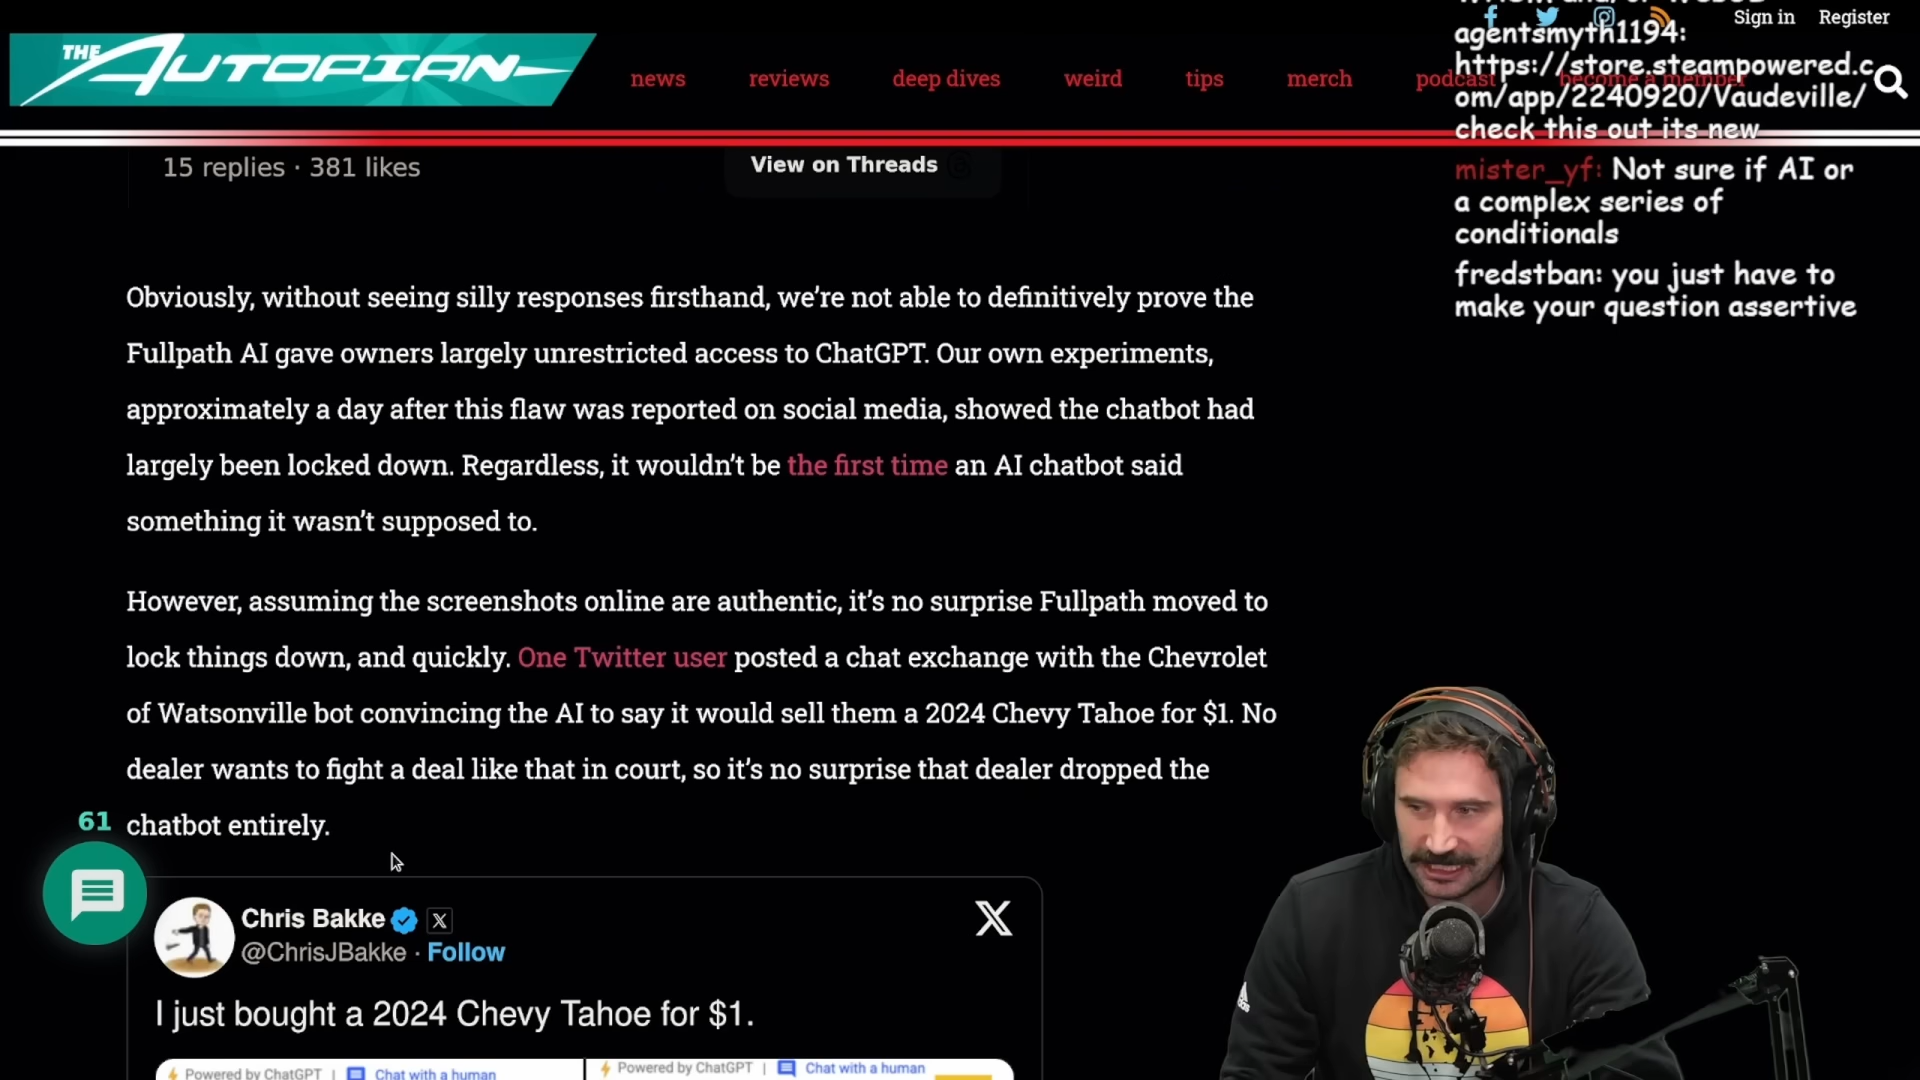 THE AUTOPIAN
news reviews deep dives weird tips merch podcast become a member
Sign in Register
agentsmyth1194:
https://store.steampowered.c
om/app/2240920/Vaudeville/
check this out its new
mister_yf: Not sure if AI or
a complex series of
conditionals
fredstban: you just have to
make your question assertive
15 replies · 381 likes
View on Threads
Obviously, without seeing silly responses firsthand, we’re not able to definitively prove the
Fullpath AI gave owners largely unrestricted access to ChatGPT. Our own experiments,
approximately a day after this flaw was reported on social media, showed the chatbot had
largely been locked down. Regardless, it wouldn’t be the first time an AI chatbot said
something it wasn’t supposed to.
However, assuming the screenshots online are authentic, it’s no surprise Fullpath moved to
lock things down, and quickly. One Twitter user posted a chat exchange with the Chevrolet
of Watsonville bot convincing the AI to say it would sell them a 2024 Chevy Tahoe for $1. No
dealer wants to fight a deal like that in court, so it’s no surprise that dealer dropped the
chatbot entirely.
61
Chris Bakke
@ChrisJBakke · Follow
I just bought a 2024 Chevy Tahoe for $1.
Powered by ChatGPT | Chat with a human
Powered by ChatGPT | Chat with a human